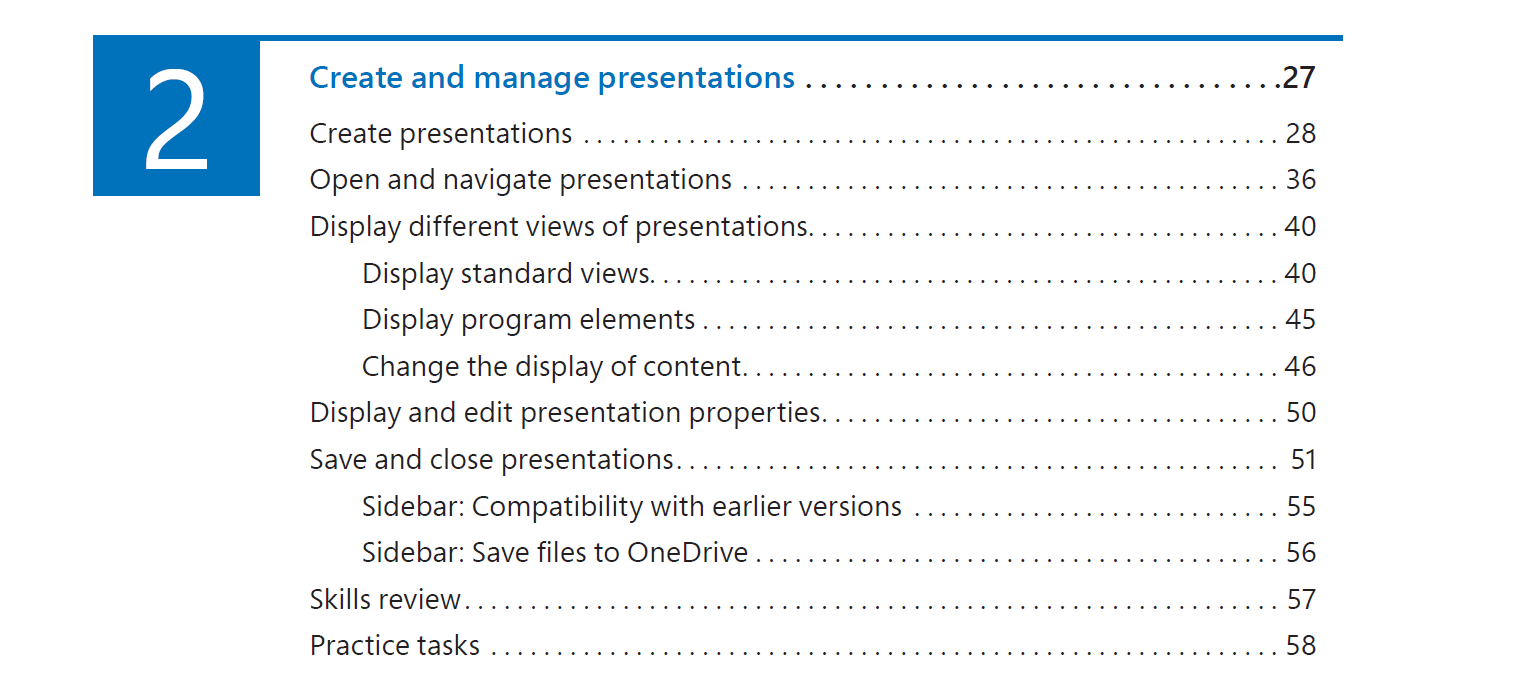 2
Create and manage presentations . . . . . . . . . . . . . . . . . . . . . . . . . . . . . . . .27
Create presentations . . . . . . . . . . . . . . . . . . . . . . . . . . . . . . . . . . . . . . . . . . . . . . . . . . . . . 28
Open and navigate presentations . . . . . . . . . . . . . . . . . . . . . . . . . . . . . . . . . . . . . . . . . 36
Display different views of presentations. . . . . . . . . . . . . . . . . . . . . . . . . . . . . . . . . . . . 40
Display standard views. . . . . . . . . . . . . . . . . . . . . . . . . . . . . . . . . . . . . . . . . . . . . . . . 40
Display program elements . . . . . . . . . . . . . . . . . . . . . . . . . . . . . . . . . . . . . . . . . . . . 45
Change the display of content. . . . . . . . . . . . . . . . . . . . . . . . . . . . . . . . . . . . . . . . . 46
Display and edit presentation properties. . . . . . . . . . . . . . . . . . . . . . . . . . . . . . . . . . . 50
Save and close presentations. . . . . . . . . . . . . . . . . . . . . . . . . . . . . . . . . . . . . . . . . . . . . . 51
Sidebar: Compatibility with earlier versions . . . . . . . . . . . . . . . . . . . . . . . . . . . . 55
Sidebar: Save files to OneDrive . . . . . . . . . . . . . . . . . . . . . . . . . . . . . . . . . . . . . . . . 56
Skills review. . . . . . . . . . . . . . . . . . . . . . . . . . . . . . . . . . . . . . . . . . . . . . . . . . . . . . . . . . . . . . 57
Practice tasks . . . . . . . . . . . . . . . . . . . . . . . . . . . . . . . . . . . . . . . . . . . . . . . . . . . . . . . . . . . . 58